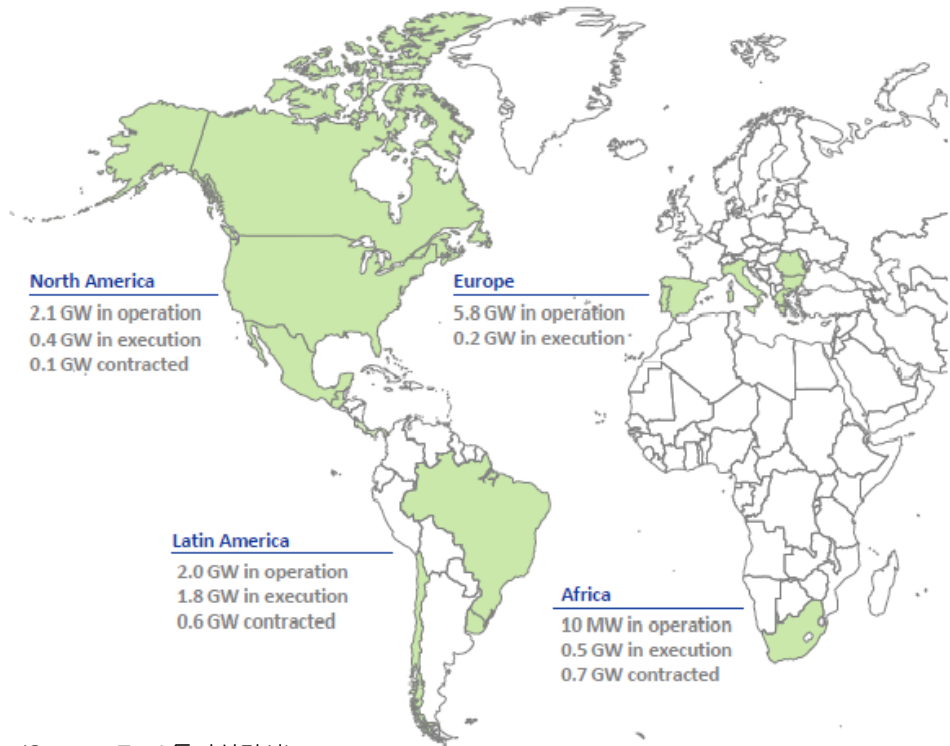 North America
2.1 GW in operation
0.4 GW in execution
0.1 GW contracted
Europe
5.8 GW in operation
0.2 GW in execution
Latin America
2.0 GW in operation
1.8 GW in execution
0.6 GW contracted
Africa
10 MW in operation
0.5 GW in execution
0.7 GW contracted